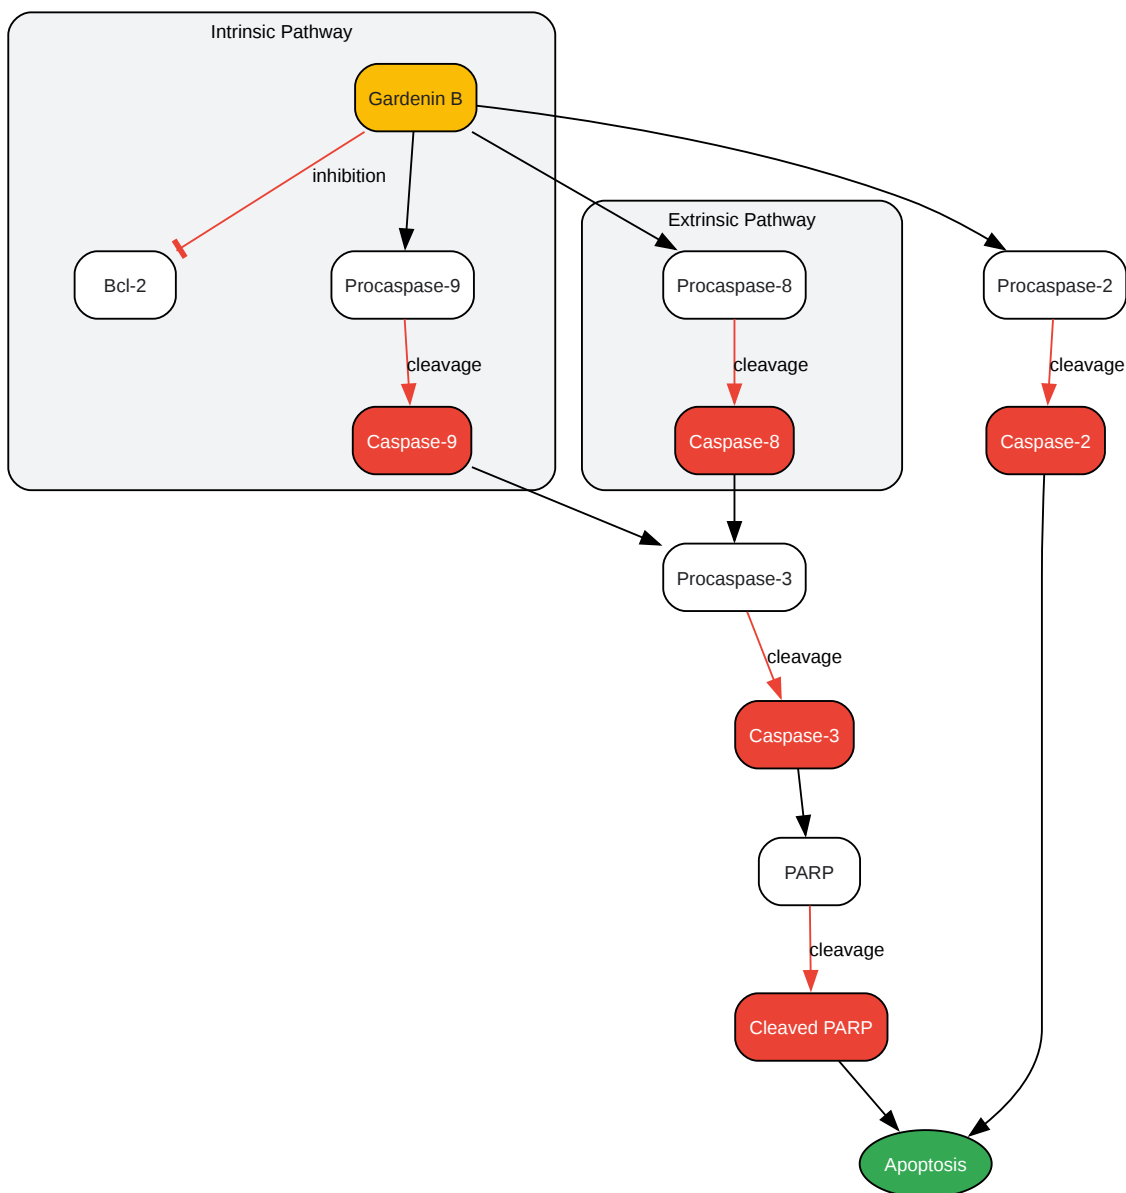 Intrinsic Pathway
Gardenin B
inhibition
Extrinsic Pathway
Bcl-2
Procaspase-9
Procaspase-8
Procaspase-2
cleavage
cleavage
cleavage
Caspase-9
Caspase-8
Caspase-2
Procaspase-3
cleavage
Caspase-3
PARP
cleavage
Cleaved PARP
Apoptosis